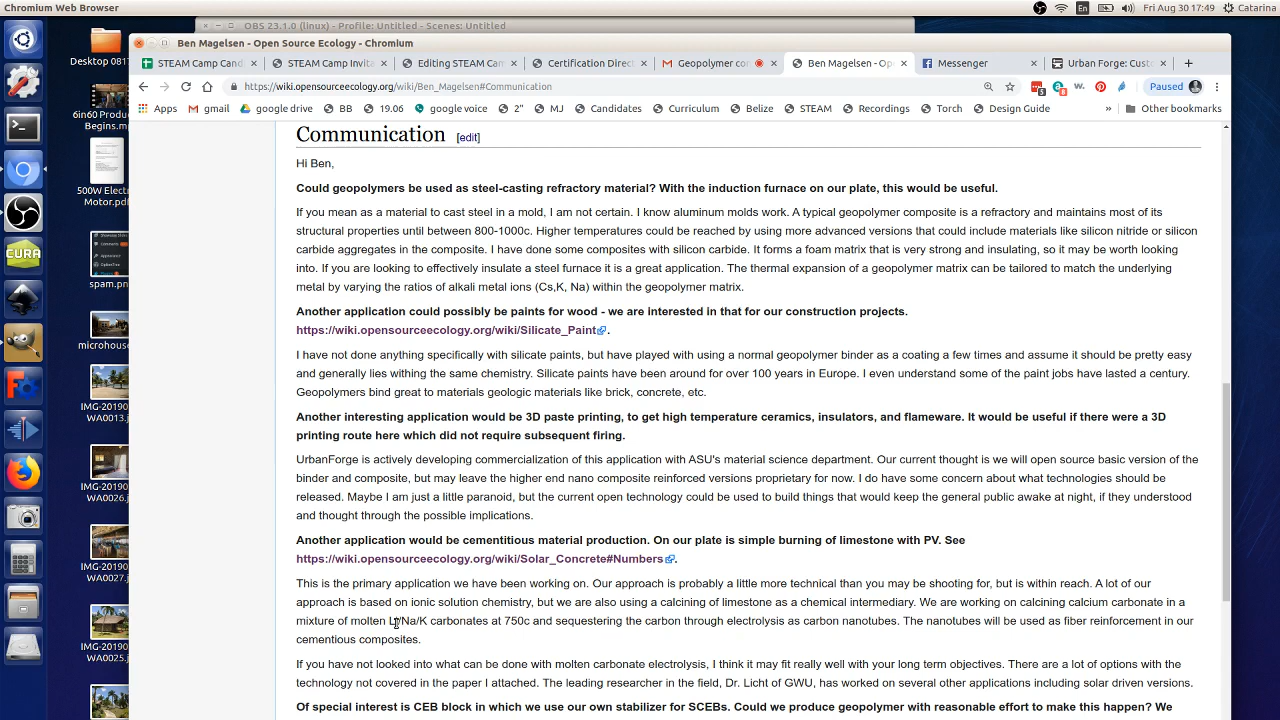 Chromium Web Browser
En
Fri Aug 30 17:49
Catarina
OBS 23.1.0 (linux) - Profile: Untitled - Scenes: Untitled
Ben Magelsen - Open Source Ecology - Chromium
STEAM Camp Cand
STEAM Camp Invita
Editing STEAM Cam
Certification Direct
Geopolymer con
Ben Magelsen - Op
Messenger
Urban Forge: Custo
https://wiki.opensourceecology.org/wiki/Ben_Magelsen#Communication
Paused
Apps
gmail
google drive
BB
D3D 19.06
google voice
2"
MJ
Candidates
Curriculum
Belize
STEAM
Recordings
Torch
Design Guide
Other bookmarks
Desktop 081
6in60 Produc
Begins.mp
500W Electr
Motor.pdf
spam.png
microhouse
IMG-20190
WA0013.j
IMG-20190
WA0026.j
IMG-20190
WA0027.j
IMG-20190
WA0025.j
CURA
Communication [edit]
Hi Ben,
Could geopolymers be used as steel-casting refractory material? With the induction furnace on our plate, this would be useful.
If you mean as a material to cast steel in a mold, I am not certain. I know aluminum molds work. A typical geopolymer composite is a refractory and maintains most of its
structural properties until between 800-1000c. Higher temperatures could be reached by using more advanced versions that could include materials like silicon nitride or silicon
carbide aggregates in the composite. I have done some composites with silicon carbide. It forms a foamed matrix that is very strong and insulating, so it may be worth looking
into. If you are looking to effectively insulate a steel furnace it is a great application. The thermal expansion of a geopolymer matrix can be tailored to match the underlying
metal by varying the ratios of alkali metal ions (Cs,K, Na) within the geopolymer matrix.
Another application could possibly be paints for wood - we are interested in that for our construction projects.
https://wiki.opensourceecology.org/wiki/Silicate_Paint .
I have not done anything specifically with silicate paints, but have played with using a normal geopolymer binder as a coating a few times and assume it should be pretty easy
and generally lies withing the same chemistry. Silicate paints have been around for over 100 years in Europe. I even understand some of the paint jobs have lasted a century.
Geopolymers bind great to materials geologic materials like brick, concrete, etc.
Another interesting application would be 3D paste printing, to get high temperature ceramics, insulators, and flameware. It would be useful if there were a 3D
printing route here which did not require subsequent firing.
UrbanForge is actively developing commercialization of this application with ASU's material science department. Our current thought is we will open source basic version of the
binder and composite, but may leave the higher end nano composite reinforced versions proprietary for now. I do have some concern about what technologies should be
released. Maybe I am just a little paranoid, but the current open technology could be used to build things that would keep the general public awake at night, if they understood
and thought through the possible implications.
Another application would be cementitious material production. On our plate is simple burning of limestone with PV. See
https://wiki.opensourceecology.org/wiki/Solar_Concrete#Numbers .
This is the primary application we have been working on. Our approach is probably a little more technical than you may be shooting for, but is within reach. A lot of our
approach is based on ionic solution chemistry, but we are also using a calcining of limestone as a chemical intermediary. We are working on calcining calcium carbonate in a
mixture of molten Li/Na/K carbonates at 750c and sequestering the carbon through electrolysis as carbon nanotubes. The nanotubes will be used as fiber reinforcement in our
cementious composites.
If you have not looked into what can be done with molten carbonate electrolysis, I think it may fit really well with your long term objectives. There are a lot of options with the
technology not covered in the paper I attached. The leading researcher in the field, Dr. Licht of GWU, has worked on several other applications including solar driven versions.
Of special interest is CEB block in which we use our own stabilizer for SCEBs. Could we produce geopolymer with reasonable effort to make this happen? We